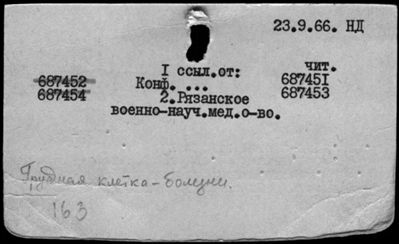 23.9.66. НД
I ссыл.от: чит.
687452 Конф. ... 687451
687454 2.Рязанское 687453
военно-науч.мед.о-во.
Грудная клетка - болезни.
163